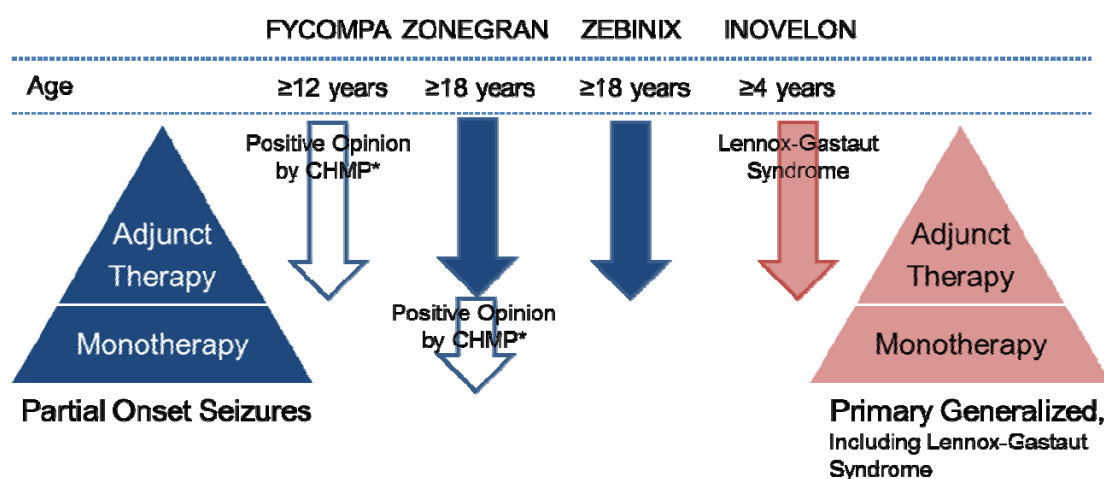 FYCOMPA ZONEGRAN ZEBINIX INOVELON
Age ≥12 years ≥18 years ≥18 years ≥4 years
Positive Opinion
by CHMP*
Lennox-Gastaut
Syndrome
Adjunct
Therapy
Monotherapy
Positive Opinion
by CHMP*
Adjunct
Therapy
Monotherapy
Partial Onset Seizures
Primary Generalized,
Including Lennox-Gastaut
Syndrome